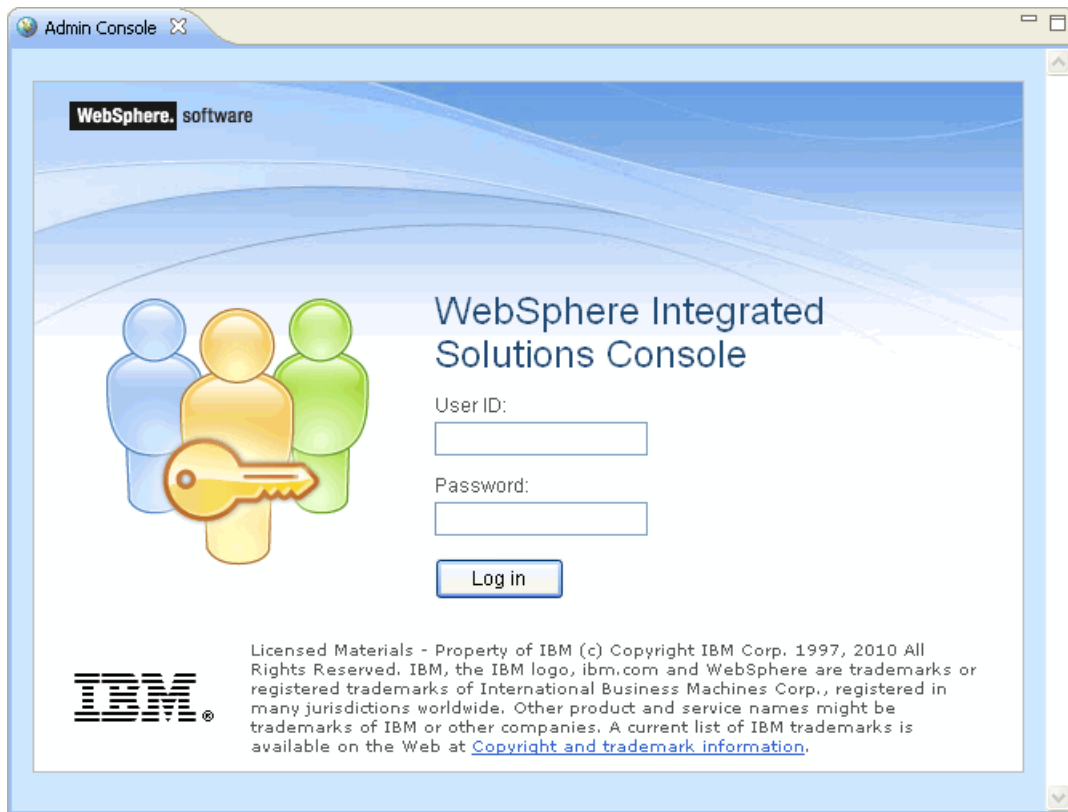 Admin Console
WebSphere. software
WebSphere Integrated
Solutions Console
User ID:
Password:
Log in
Licensed Materials - Property of IBM (c) Copyright IBM Corp. 1997, 2010 All
Rights Reserved. IBM, the IBM logo, ibm.com and WebSphere are trademarks or
registered trademarks of International Business Machines Corp., registered in
many jurisdictions worldwide. Other product and service names might be
trademarks of IBM or other companies. A current list of IBM trademarks is
available on the Web at Copyright and trademark information.
IBM®